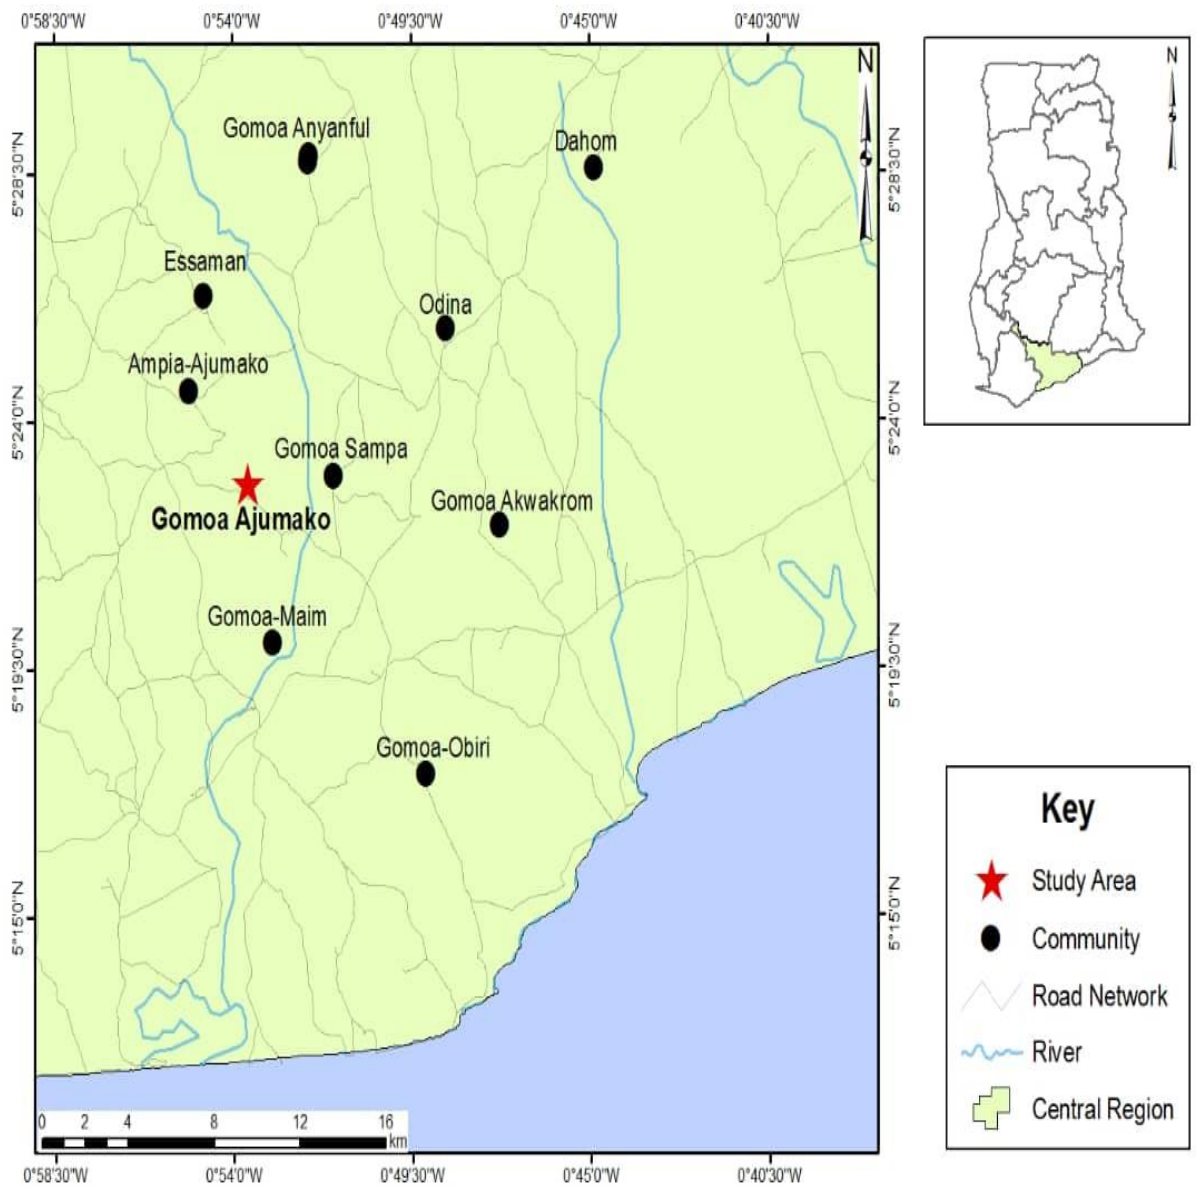 0°58'30"W 0°54'0"W 0°49'30"W 0°45'0"W 0°40'30"W
N
N
Gomoa Anyanful
Dahom
5°28'30"N
5°28'30"N
Essaman
Odina
Ampia-Ajumako
5°24'0"N
5°24'0"N
Gomoa Sampa
Gomoa Akwakrom
Gomoa Ajumako
Gomoa-Maim
5°19'30"N
5°19'30"N
Gomoa-Obiri
Key
Study Area
5°15'0"N
5°15'0"N
Community
Road Network
River
Central Region
0 2 4 8 12 16
km
0°58'30"W 0°54'0"W 0°49'30"W 0°45'0"W 0°40'30"W